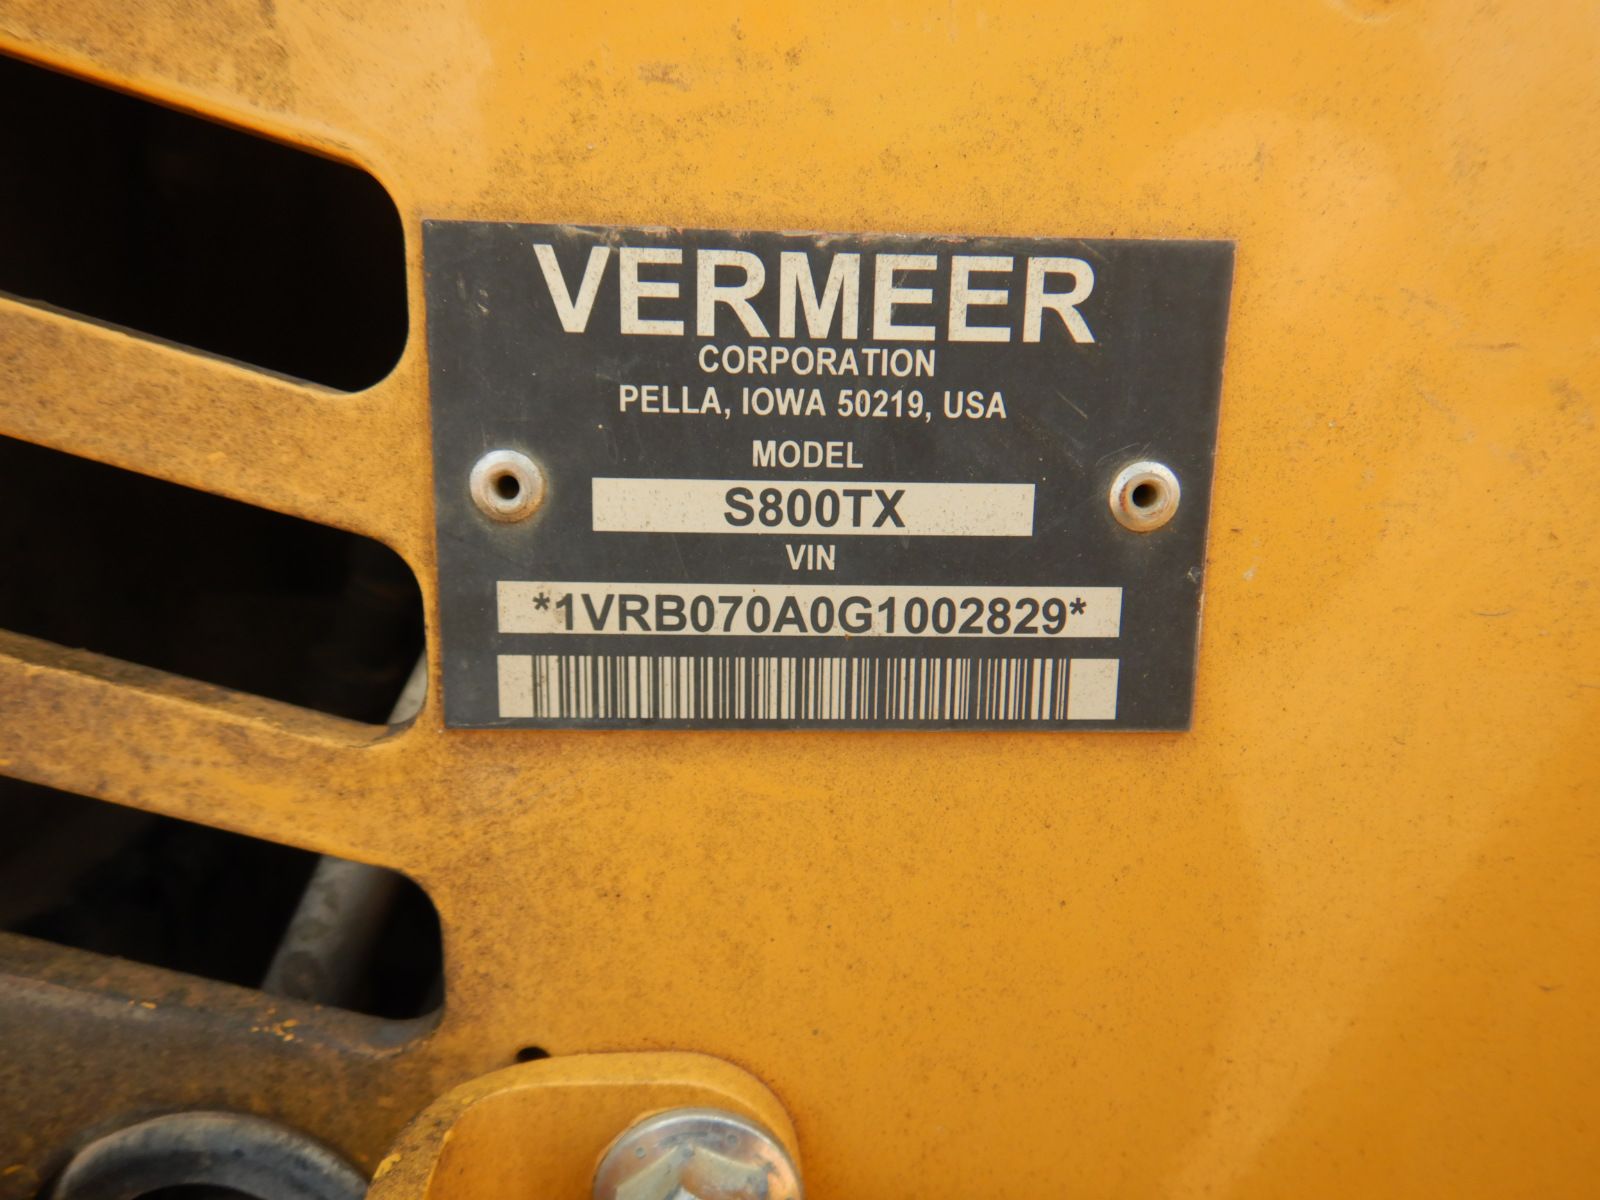 VERMEER
CORPORATION
PELLA, IOWA 50219, USA
MODEL
S800TX
VIN
*1VRB070A0G1002829*